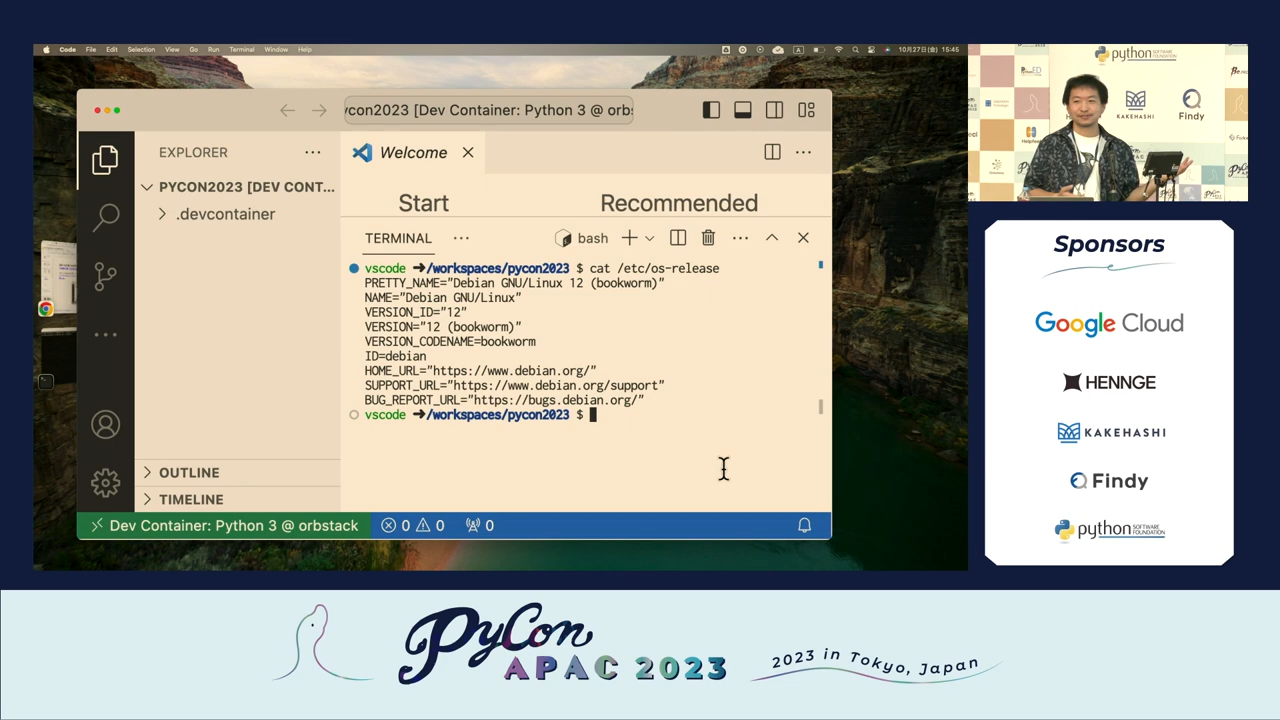 Code File Edit Selection View Go Run Terminal Window Help
10月27日(金) 15:45
ycon2023 [Dev Container: Python 3 @ orbs
EXPLORER
Welcome
PYCON2023 [DEV CONT...
.devcontainer
Start Recommended
TERMINAL
bash
vscode ➜/workspaces/pycon2023 $ cat /etc/os-release
PRETTY_NAME="Debian GNU/Linux 12 (bookworm)"
NAME="Debian GNU/Linux"
VERSION_ID="12"
VERSION="12 (bookworm)"
VERSION_CODENAME=bookworm
ID=debian
HOME_URL="https://www.debian.org/"
SUPPORT_URL="https://www.debian.org/support"
BUG_REPORT_URL="https://bugs.debian.org/"
vscode ➜/workspaces/pycon2023 $
OUTLINE
TIMELINE
Dev Container: Python 3 @ orbstack
0 0 0
python
SOFTWARE
FOUNDATION
KAKEHASHI
Findy
Sponsors
Google Cloud
HENNGE
KAKEHASHI
Findy
python SOFTWARE
FOUNDATION
PyCon
APAC 2023
2023 in Tokyo, Japan